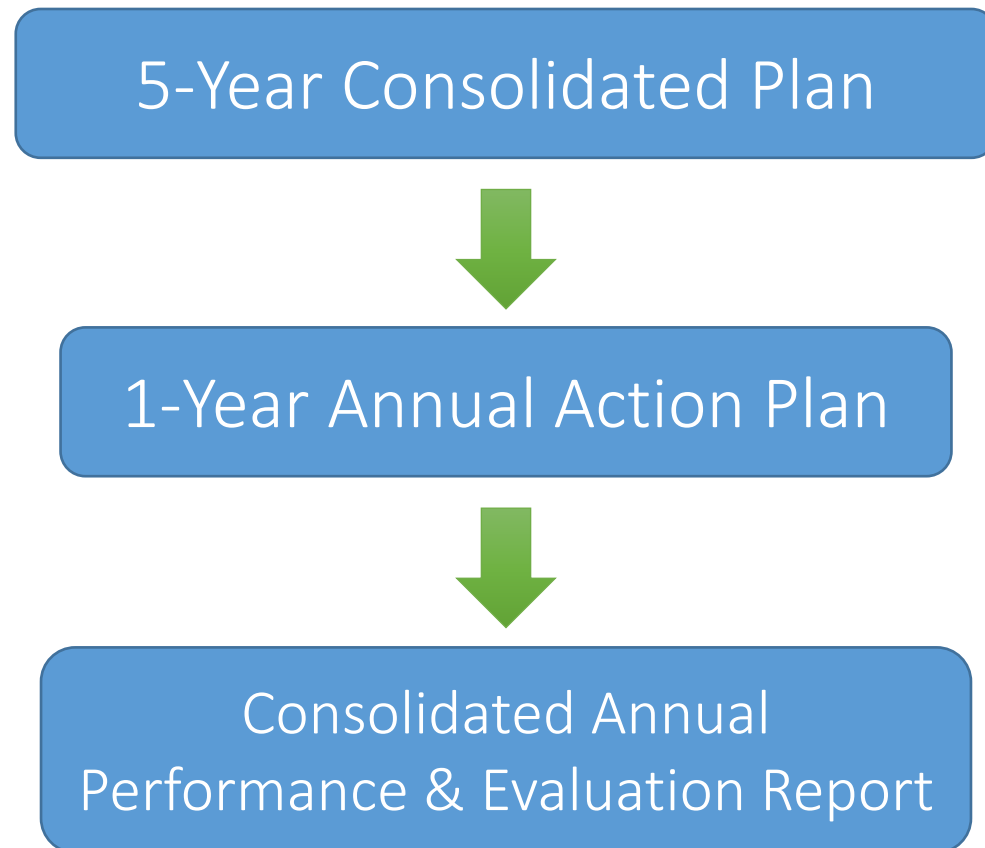 5-Year Consolidated Plan
1-Year Annual Action Plan
Consolidated Annual
Performance & Evaluation Report